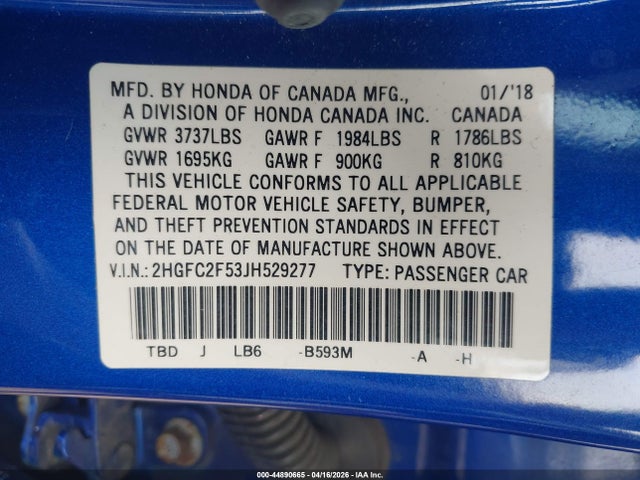 MFD. BY HONDA OF CANADA MFG., 01/'18
A DIVISION OF HONDA CANADA INC. CANADA
GVWR 3737LBS GAWR F 1984LBS R 1786LBS
GVWR 1695KG GAWR F 900KG R 810KG
THIS VEHICLE CONFORMS TO ALL APPLICABLE
FEDERAL MOTOR VEHICLE SAFETY, BUMPER,
AND THEFT PREVENTION STANDARDS IN EFFECT
ON THE DATE OF MANUFACTURE SHOWN ABOVE.
V.I.N.: 2HGFC2F53JH529277 TYPE: PASSENGER CAR
TBD J LB6 -B593M -A -H
000-44890665 - 04/16/2026 - IAA Inc.